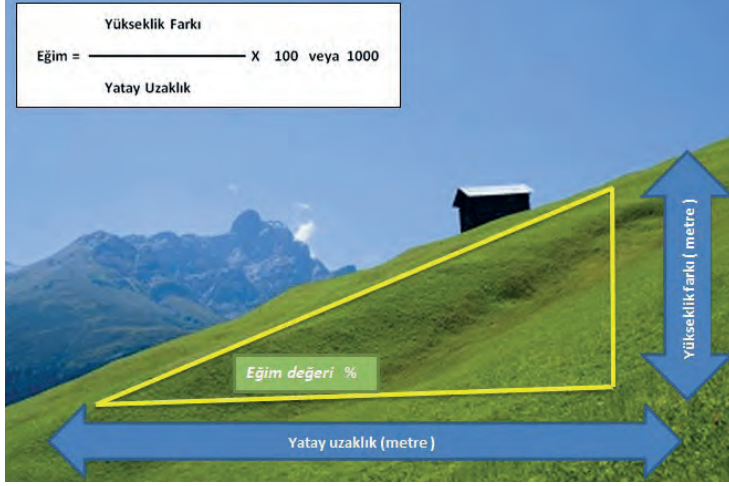 Yükseklik Farkı
Eğim = ――――― X 100 veya 1000
Yatay Uzaklık
Yükseklik farkı ( metre )
Eğim değeri %
Yatay uzaklık (metre )